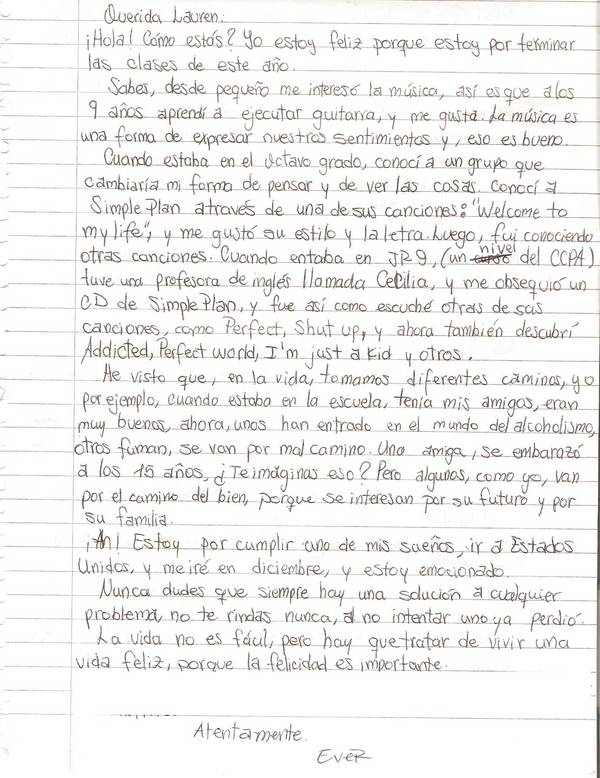 Querida Lauren:
¡Hola! Cómo estás? Yo estoy feliz porque estoy por terminar
las clases de este año.
Sabes, desde pequeño me interesó la música, así es que a los
9 años aprendí a ejecutar guitarra, y me gusta. La música es
una forma de expresar nuestros sentimientos y, eso es bueno.
Cuando estaba en el octavo grado, conocí a un grupo que
cambiaría mi forma de pensar y de ver las cosas. Conocí a
Simple Plan através de una de sus canciones: "Welcome to
my life", y me gustó su estilo y la letra. Luego, fui conociendo
otras canciones. Cuando entaba en JR9, (un nivel del CCPA)
tuve una profesora de inglés llamada Cecilia, y me obsequió un
CD de Simple Plan, y fue así como escuché otras de sus
canciones, como Perfect, Shut up, y ahora también descubrí
Addicted, Perfect world, I'm just a kid y otros.
He visto que, en la vida, tomamos diferentes caminos, yo
por ejemplo, cuando estaba en la escuela, tenía mis amigos, eran
muy buenos, ahora, unos han entrado en el mundo del alcoholismo,
otros fuman, se van por mal camino. Una amiga, se embarazó
a los 15 años, ¿Te imaginas eso? Pero algunos, como yo, van
por el camino del bien, porque se interesan por su futuro y por
su familia.
¡Ah! Estoy por cumplir uno de mis sueños, ir a Estados
Unidos, y me iré en diciembre, y estoy emocionado.
Nunca dudes que siempre hay una solución a cualquier
problema, no te rindas nunca, al no intentar uno ya perdió.
La vida no es fácil, pero hay que tratar de vivir una
vida feliz, porque la felicidad es importante.
Atentamente.
EveR